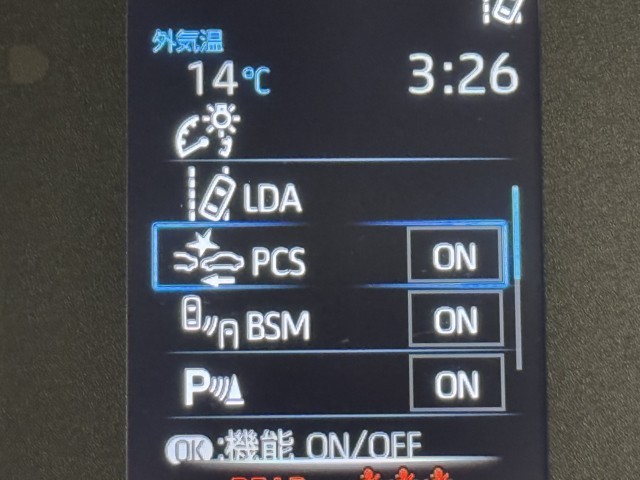 外気温
14℃ 3:26
LDA
PCS ON
BSM ON
P ON
OK:機能 ON/OFF